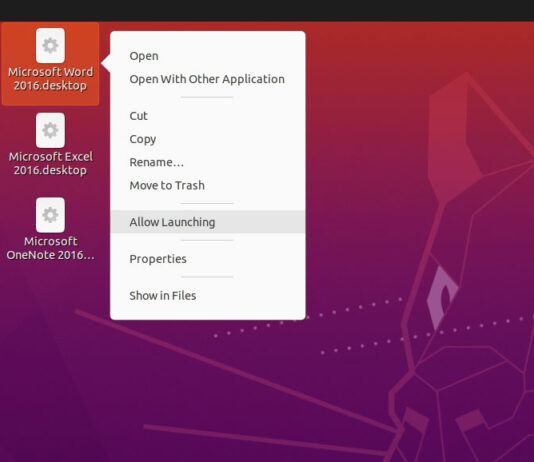 Microsoft Word
2016.desktop
Microsoft Excel
2016.desktop
Microsoft
OneNote 2016...
Open
Open With Other Application
Cut
Copy
Rename...
Move to Trash
Allow Launching
Properties
Show in Files